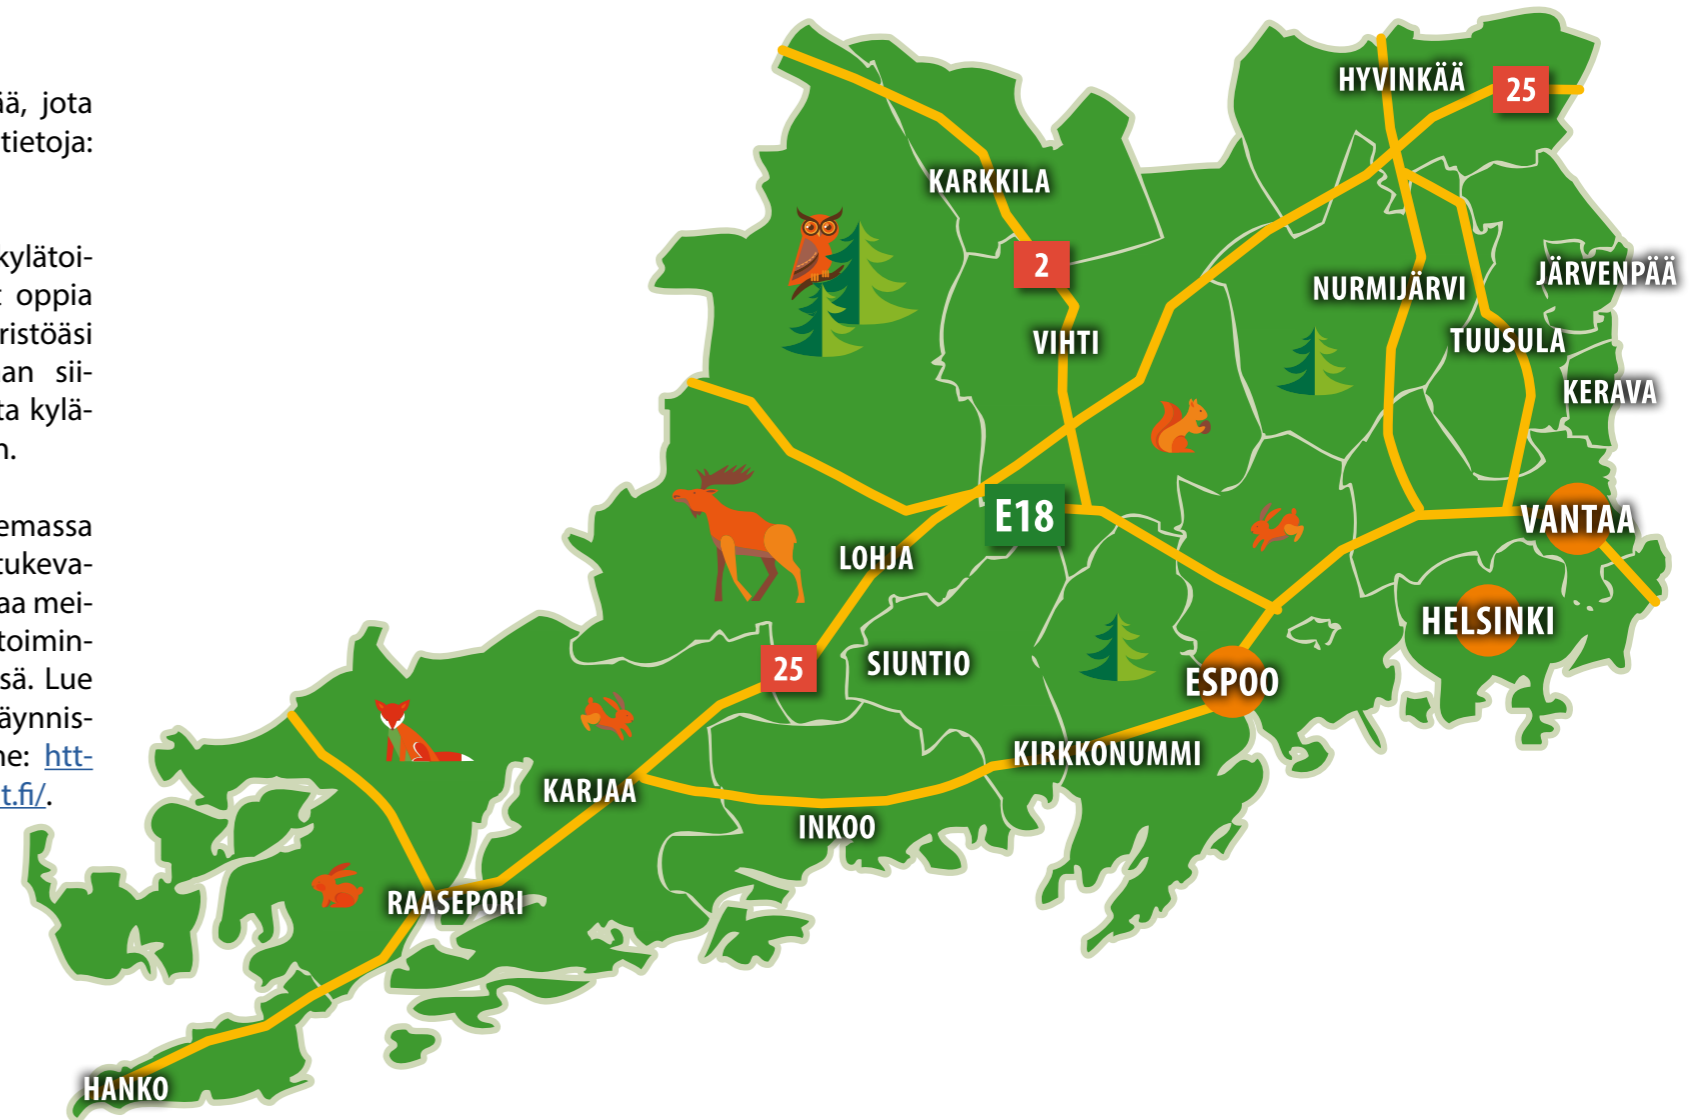 ää, jota
tietoja:
kylätoi-
t oppia
ristöäsi
an sii-
ta kylä-
n.
emassa
tukeva-
aa mei-
toimin-
sä. Lue
äynnis-
ne: htt-
t.fi/.
HYVINKÄÄ
25
KARKKILA
2
JÄRVENPÄÄ
NURMIJÄRVI
VIHTI
TUUSULA
KERAVA
E18
VANTAA
LOHJA
HELSINKI
25
SIUNTIO
ESPOO
KIRKKONUMMI
KARJAA
INKOO
RAASEPORI
HANKO